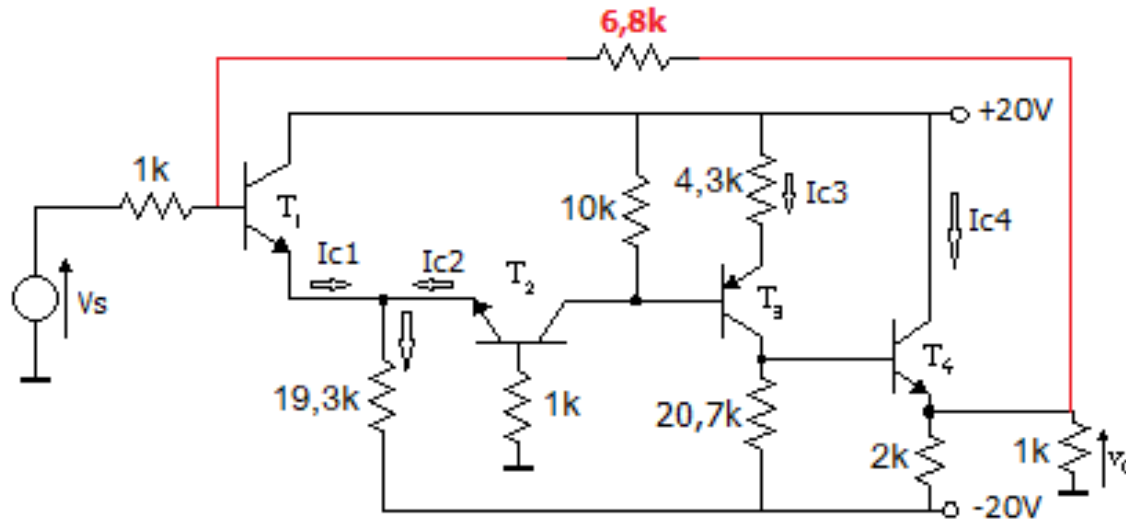 6,8k
+20V
1k
4,3k
Ic3
10k
Ic4
T1
Ic1
Ic2
T2
T3
Vs
T4
19,3k
1k
20,7k
2k
1k
-20V